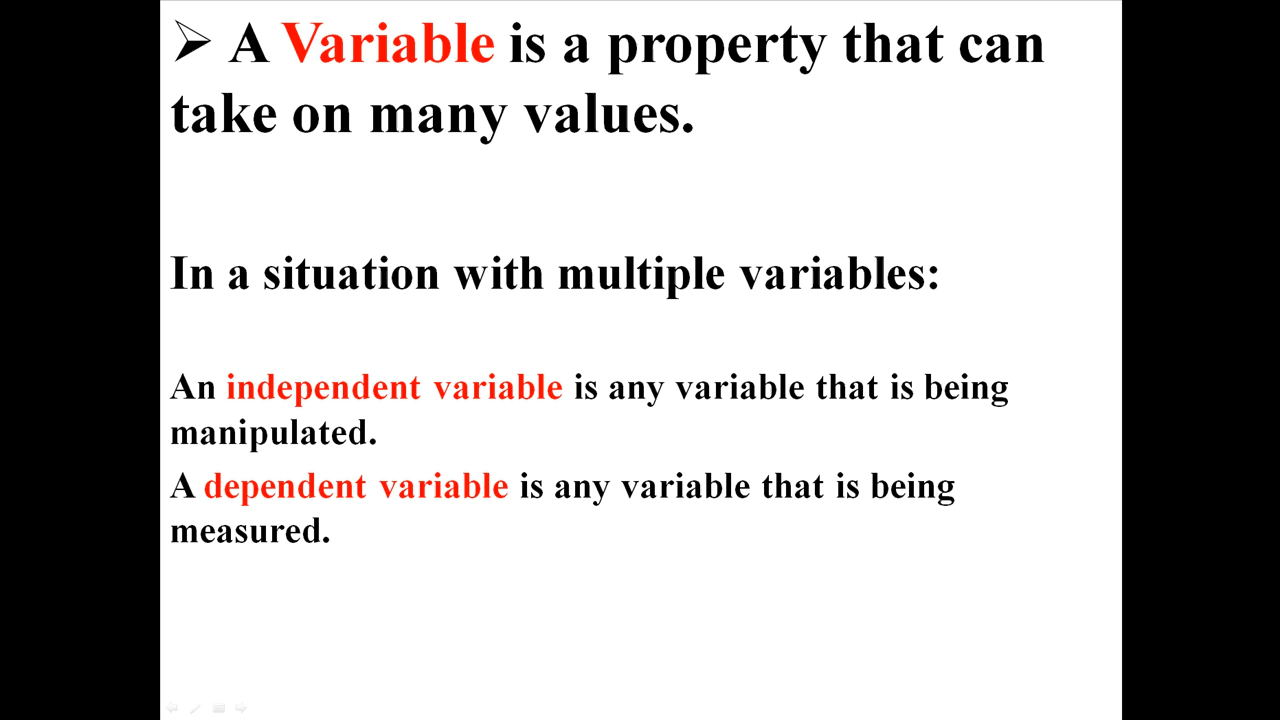 ➢ A Variable is a property that can
take on many values.
In a situation with multiple variables:
An independent variable is any variable that is being
manipulated.
A dependent variable is any variable that is being
measured.